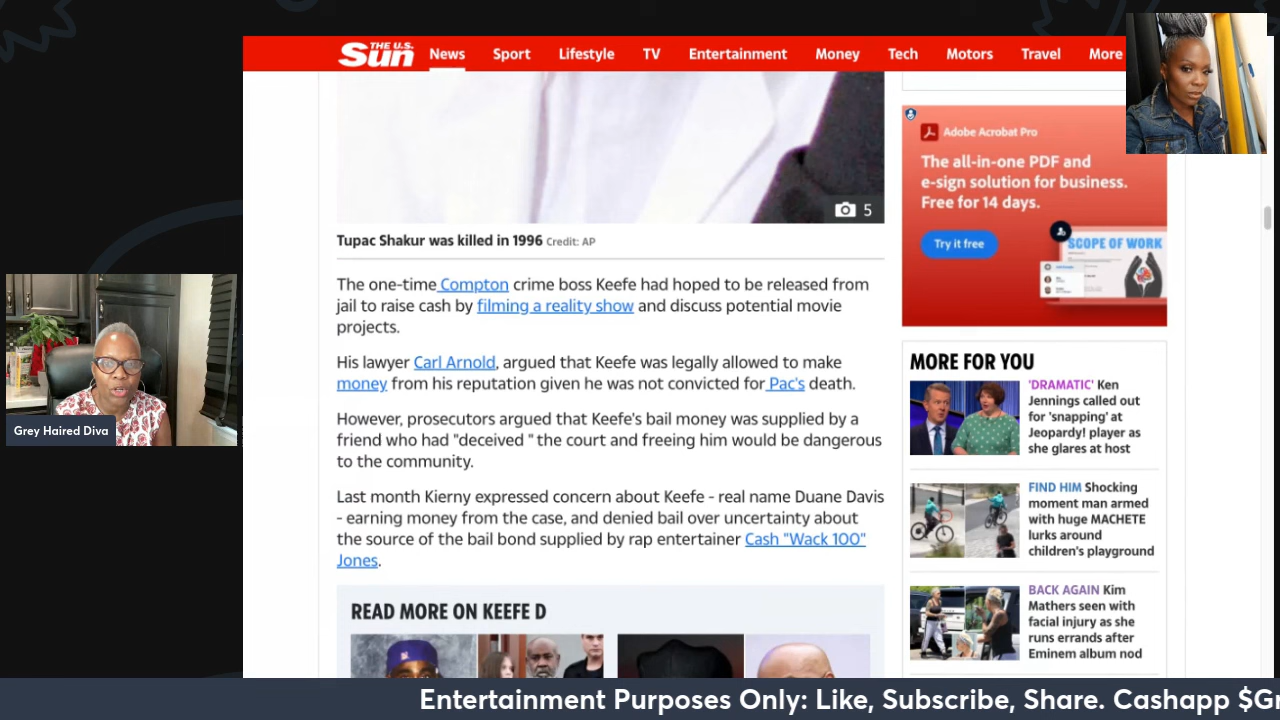 THE U.S. Sun News Sport Lifestyle TV Entertainment Money Tech Motors Travel More
5
Tupac Shakur was killed in 1996 Credit: AP
The one-time Compton crime boss Keefe had hoped to be released from
jail to raise cash by filming a reality show and discuss potential movie
projects.
His lawyer Carl Arnold, argued that Keefe was legally allowed to make
money from his reputation given he was not convicted for Pac's death.
However, prosecutors argued that Keefe's bail money was supplied by a
friend who had "deceived " the court and freeing him would be dangerous
to the community.
Last month Kierny expressed concern about Keefe - real name Duane Davis
- earning money from the case, and denied bail over uncertainty about
the source of the bail bond supplied by rap entertainer Cash "Wack 100"
Jones.
READ MORE ON KEEFE D
Adobe Acrobat Pro
The all-in-one PDF and
e-sign solution for business.
Free for 14 days.
Try it free
SCOPE OF WORK
MORE FOR YOU
'DRAMATIC' Ken
Jennings called out
for 'snapping' at
Jeopardy! player as
she glares at host
FIND HIM Shocking
moment man armed
with huge MACHETE
lurks around
children's playground
BACK AGAIN Kim
Mathers seen with
facial injury as she
runs errands after
Eminem album nod
Grey Haired Diva
Entertainment Purposes Only: Like, Subscribe, Share. Cashapp $Gr